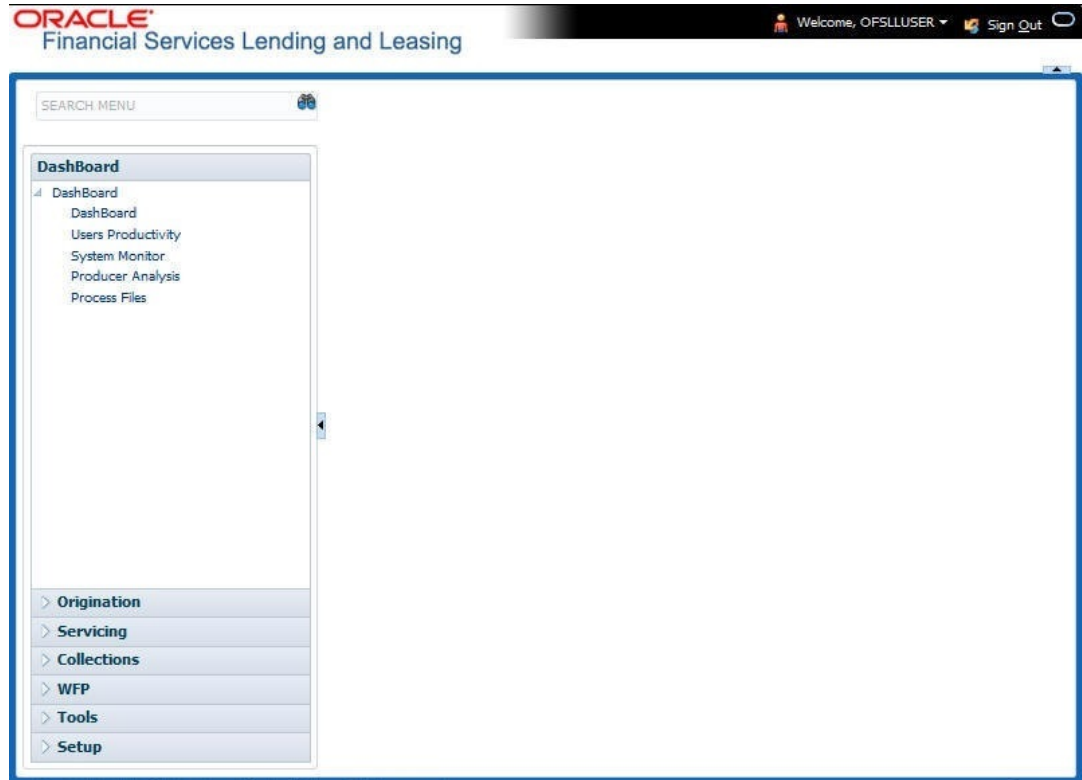 ORACLE
Financial Services Lending and Leasing
Welcome, OFSLLUSER
Sign Out
SEARCH MENU
DashBoard
DashBoard
DashBoard
Users Productivity
System Monitor
Producer Analysis
Process Files
Origination
Servicing
Collections
WFP
Tools
Setup